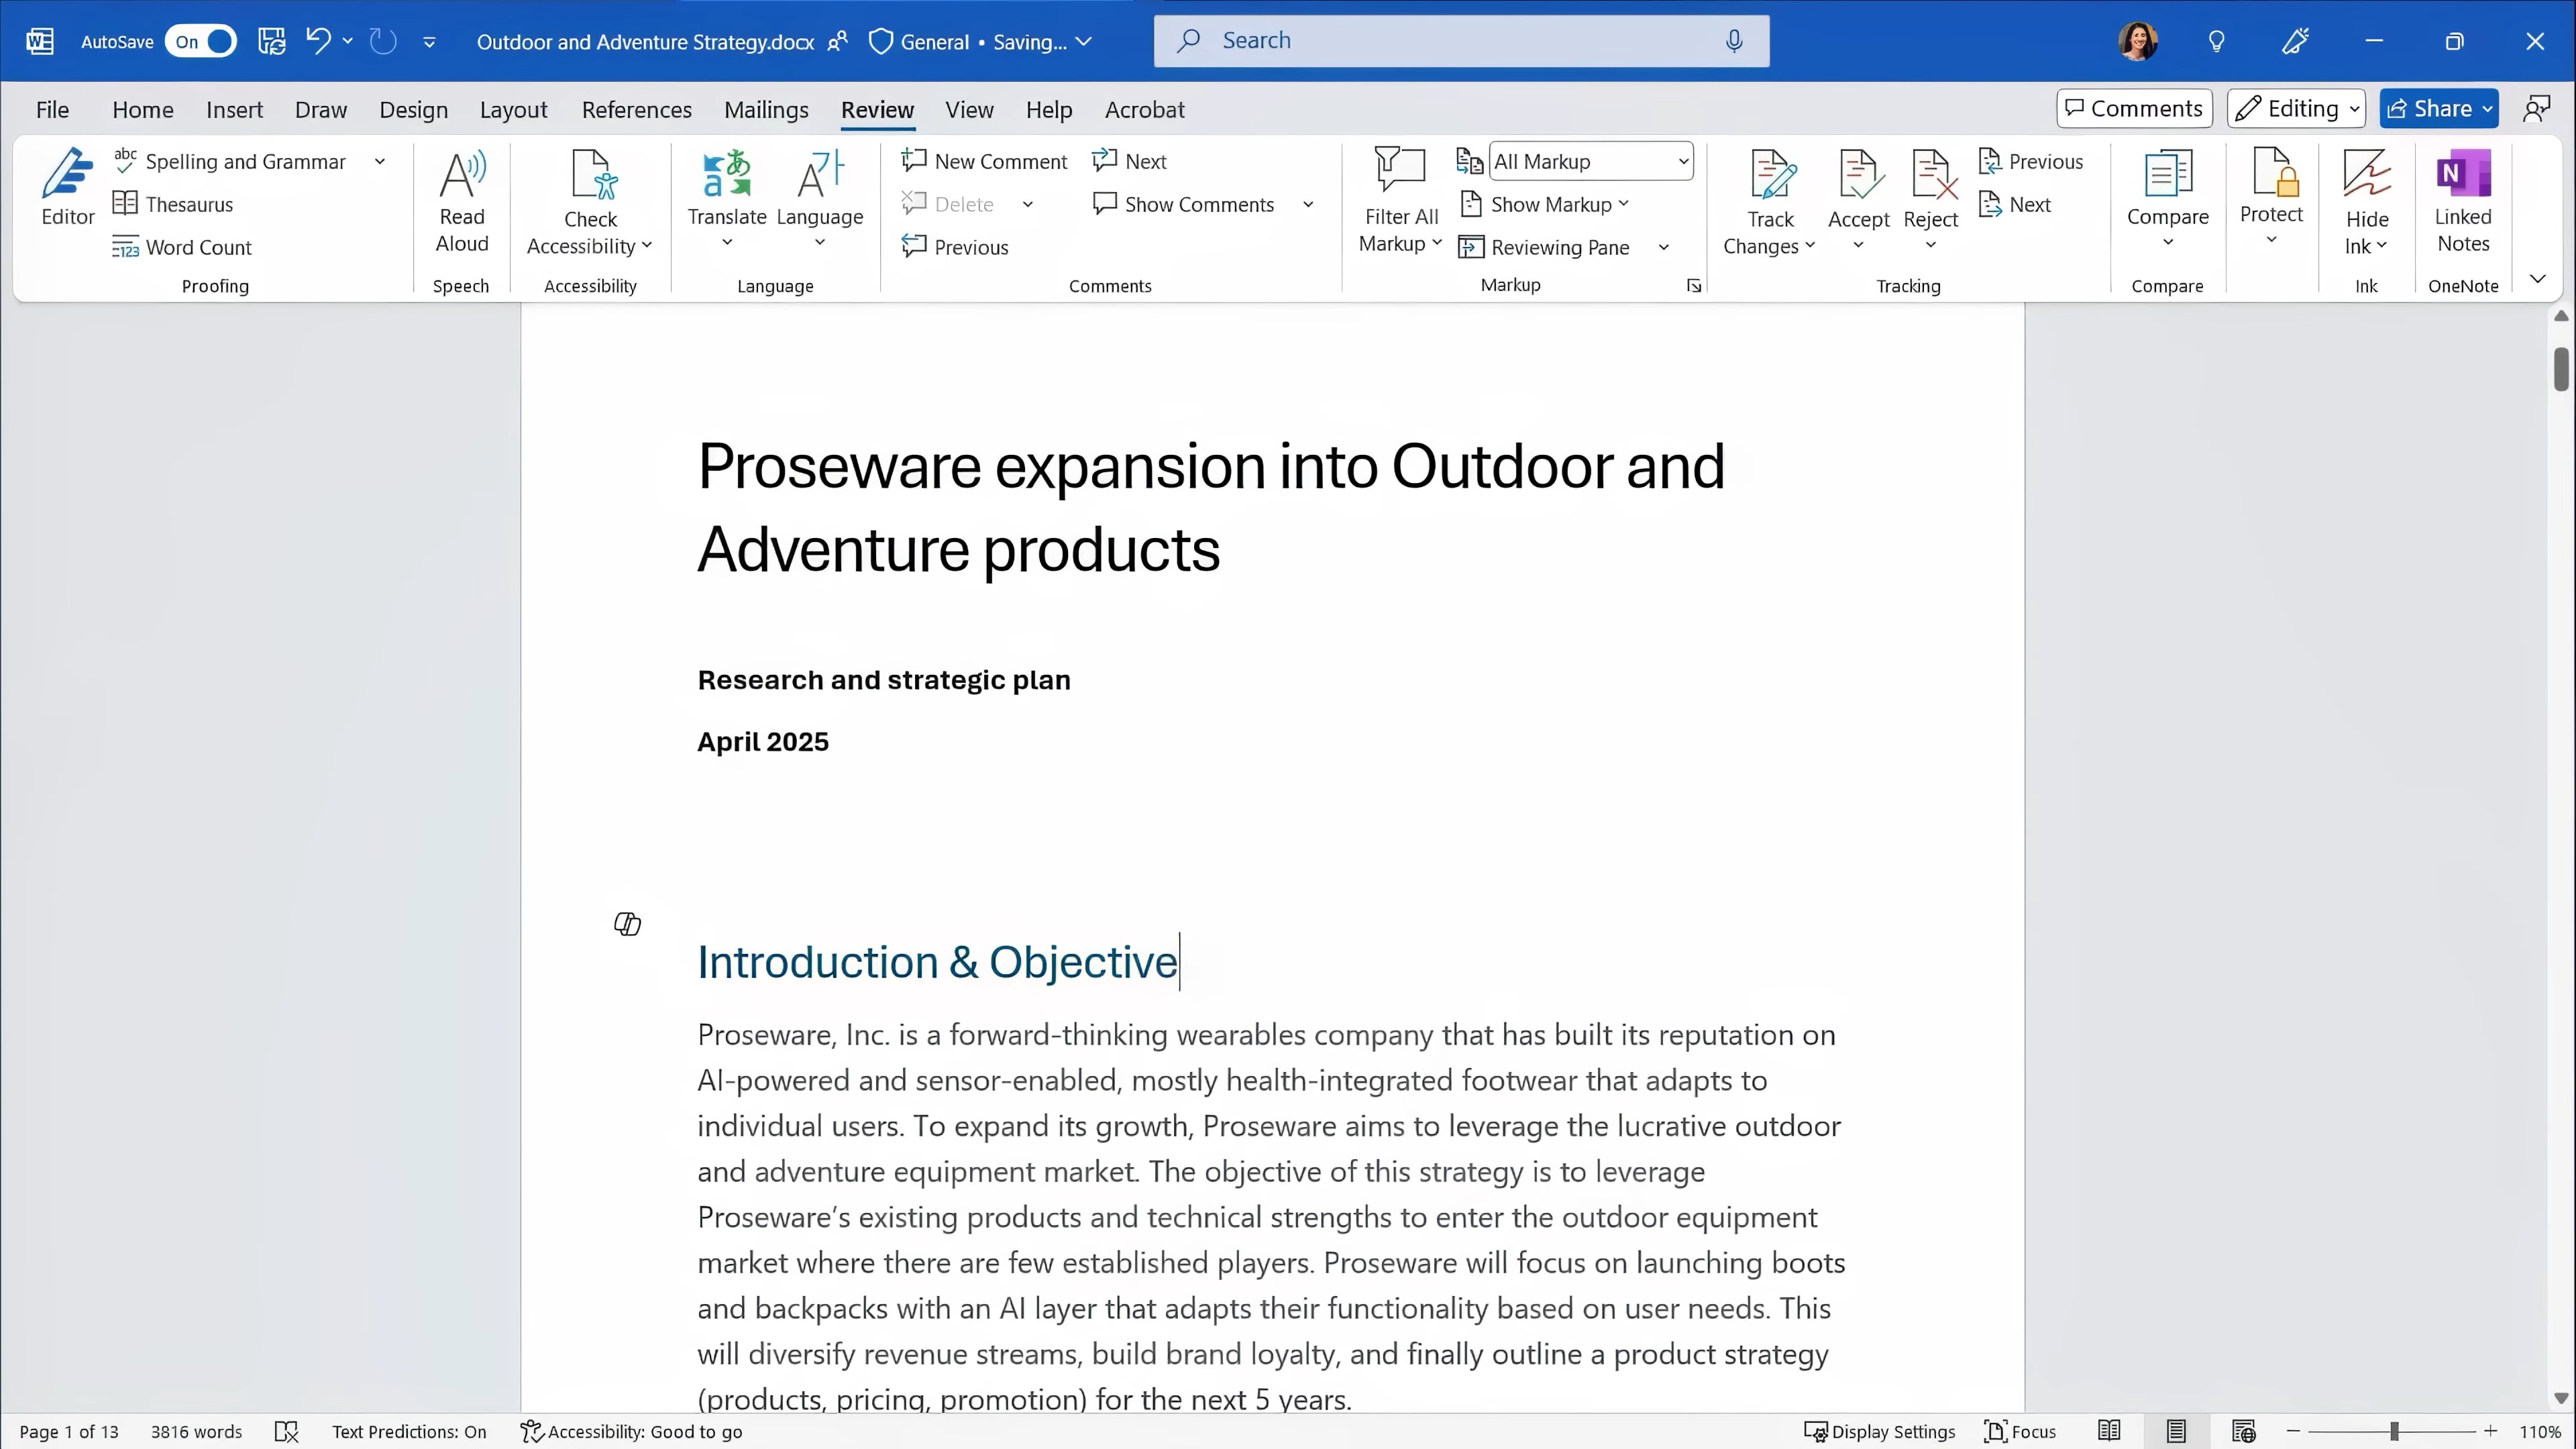 AutoSave On Outdoor and Adventure Strategy.docx General • Saving... Search
File Home Insert Draw Design Layout References Mailings Review View Help Acrobat Comments Editing Share
Editor
abc Spelling and Grammar
Thesaurus
123 Word Count
Proofing
Read
Aloud
Speech
Check
Accessibility
Accessibility
Translate
Language
Language
New Comment
Delete
Previous
Next
Show Comments
Comments
Filter All
Markup
All Markup
Show Markup
Reviewing Pane
Markup
Track
Changes
Accept
Reject
Previous
Next
Tracking
Compare
Compare
Protect
Hide
Ink
Ink
N
Linked
Notes
OneNote
Proseware expansion into Outdoor and
Adventure products
Research and strategic plan
April 2025
Introduction & Objective
Proseware, Inc. is a forward-thinking wearables company that has built its reputation on
AI-powered and sensor-enabled, mostly health-integrated footwear that adapts to
individual users. To expand its growth, Proseware aims to leverage the lucrative outdoor
and adventure equipment market. The objective of this strategy is to leverage
Proseware’s existing products and technical strengths to enter the outdoor equipment
market where there are few established players. Proseware will focus on launching boots
and backpacks with an AI layer that adapts their functionality based on user needs. This
will diversify revenue streams, build brand loyalty, and finally outline a product strategy
(products, pricing, promotion) for the next 5 years.
Page 1 of 13 3816 words Text Predictions: On Accessibility: Good to go Display Settings Focus 110%